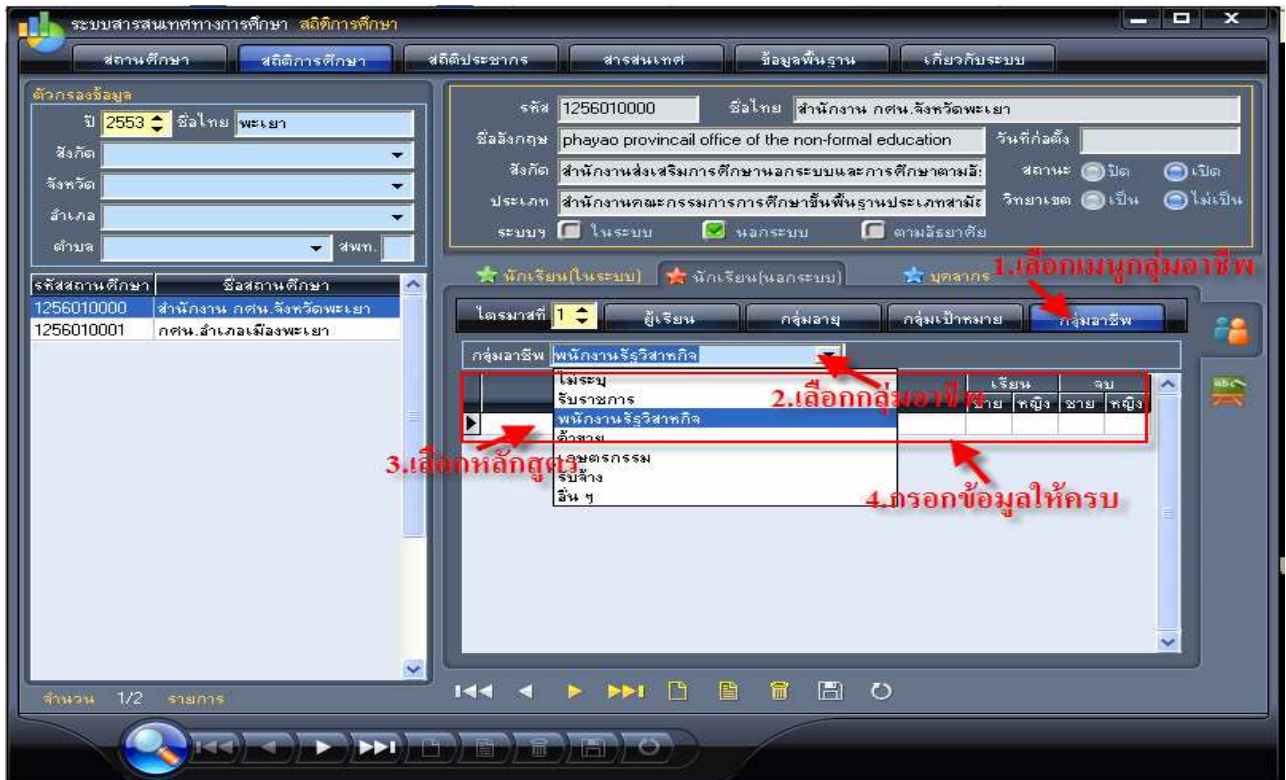 ระบบสารสนเทศทางการศึกษา สถิติการศึกษา
สถานศึกษา สถิติการศึกษา สถิติประชากร สารสนเทศ ข้อมูลพื้นฐาน เกี่ยวกับระบบ
ตัวกรองข้อมูล
ปี 2553 ชื่อไทย พะเยา
สังกัด
จังหวัด
อำเภอ
ตำบล สพท.
รหัสสถานศึกษา ชื่อสถานศึกษา
1256010000 สำนักงาน กศน.จังหวัดพะเยา
1256010001 กศน.อำเภอเมืองพะเยา
จำนวน 1/2 รายการ
รหัส 1256010000 ชื่อไทย สำนักงาน กศน.จังหวัดพะเยา
ชื่ออังกฤษ phayao provincail office of the non-formal education วันที่ก่อตั้ง
สังกัด สำนักงานส่งเสริมการศึกษานอกระบบและการศึกษาตามอั สถานะ ปิด เปิด
ประเภท สำนักงานคณะกรรมการการศึกษาขั้นพื้นฐานประเภทสามั วิทยาเขต เป็น ไม่เป็น
ระบบฯ ในระบบ นอกระบบ ตามอัธยาศัย
นักเรียน(ในระบบ) นักเรียน(นอกระบบ) บุคลากร
1.เลือกเมนูกลุ่มอาชีพ
ไตรมาสที่ 1 ผู้เรียน กลุ่มอายุ กลุ่มเป้าหมาย กลุ่มอาชีพ
กลุ่มอาชีพ พนักงานรัฐวิสาหกิจ
ไม่ระบุ
รับราชการ
พนักงานรัฐวิสาหกิจ
ค้าขาย
เกษตรกรรม
รับจ้าง
อื่น ๆ
2.เลือกกลุ่มอาชีพ
เรียน จบ
ชาย หญิง ชาย หญิง
3.เลือกหลักสูตร
4.กรอกข้อมูลให้ครบ
abc